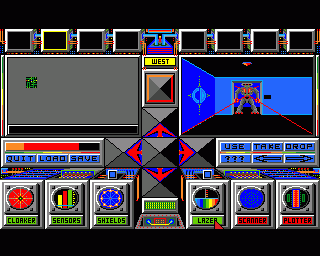 WEST
QUIT LOAD SAVE
USE TAKE DROP
???
CLOAKER SENSORS SHIELDS LAZER SCANNER PLOTTER